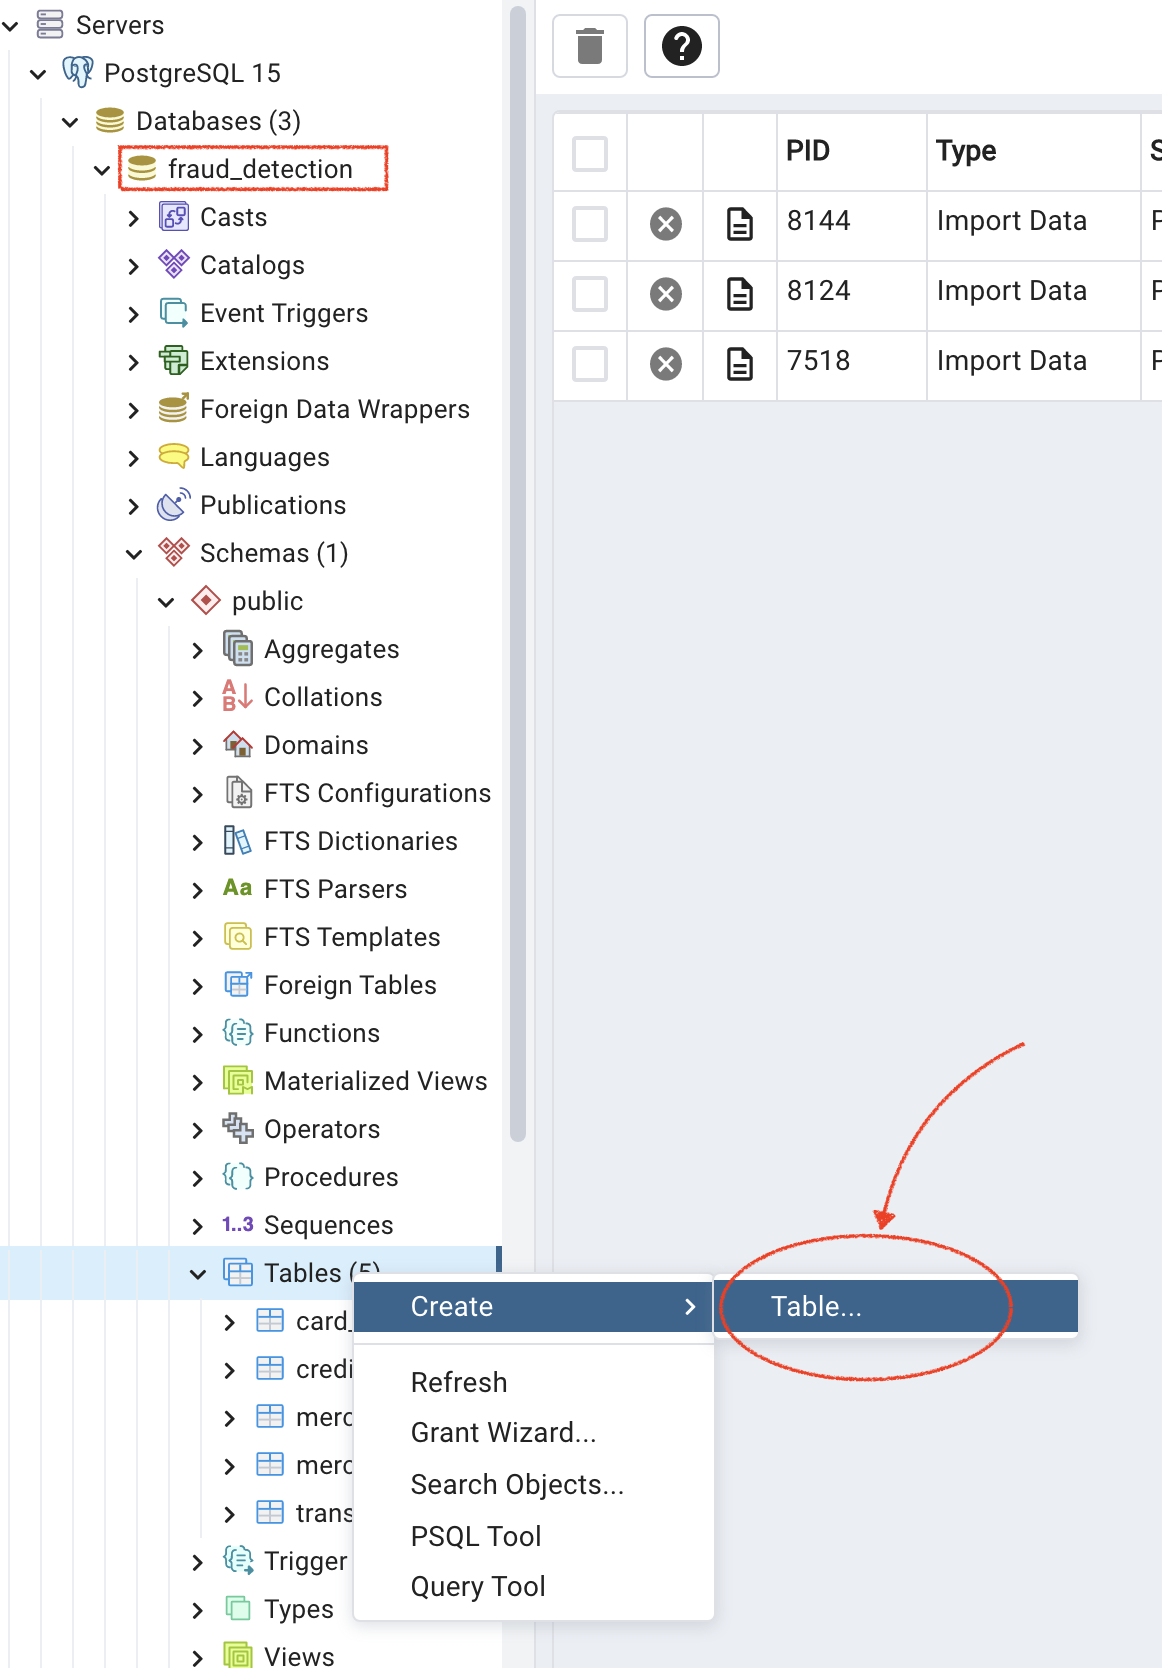 Servers
PostgreSQL 15
Databases (3)
fraud_detection
Casts
Catalogs
Event Triggers
Extensions
Foreign Data Wrappers
Languages
Publications
Schemas (1)
public
Aggregates
Collations
Domains
FTS Configurations
FTS Dictionaries
Aa FTS Parsers
FTS Templates
Foreign Tables
Functions
Materialized Views
Operators
Procedures
1..3 Sequences
Tables (5)
card_
credi
merc
merc
trans
Trigger
Types
Views
Create
Table...
Refresh
Grant Wizard...
Search Objects...
PSQL Tool
Query Tool
PID Type
8144 Import Data
8124 Import Data
7518 Import Data